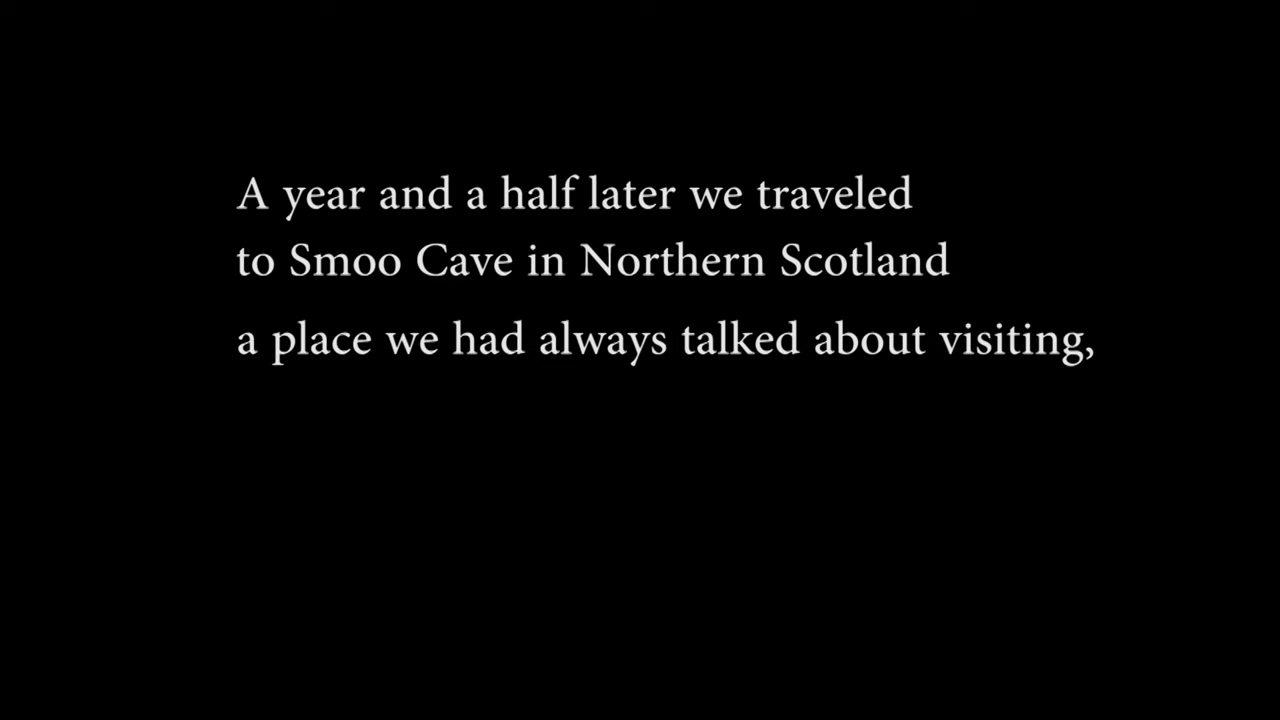 A year and a half later we traveled
to Smoo Cave in Northern Scotland
a place we had always talked about visiting,